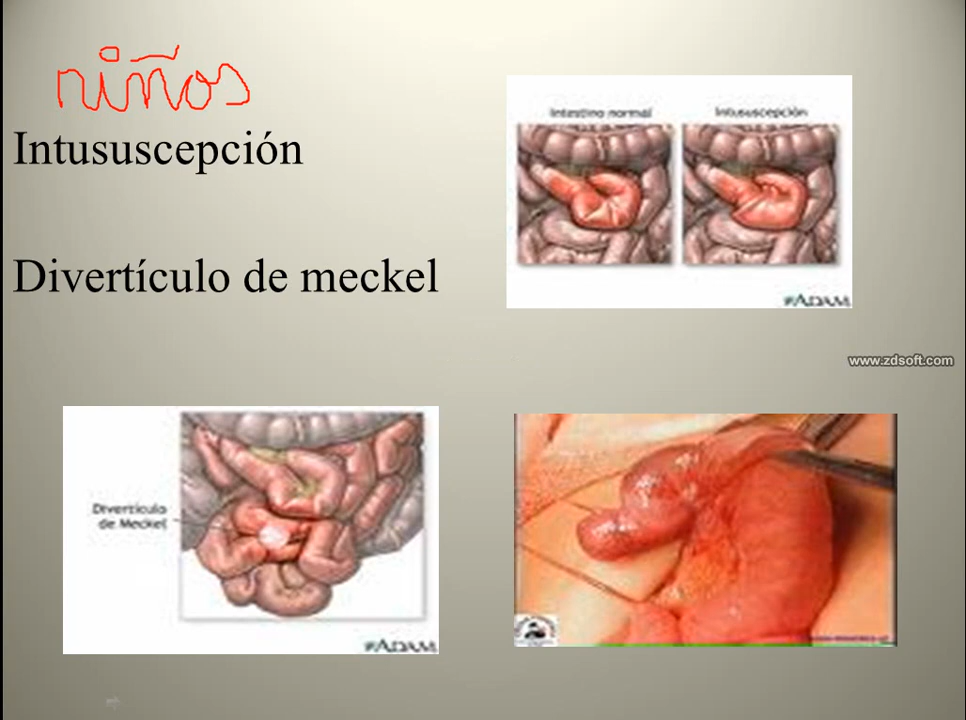 niños
Intususcepción
Divertículo de meckel
Intestino normal
Intususcepción
ADAM
www.zdsoft.com
Divertículo
de Meckel
ADAM